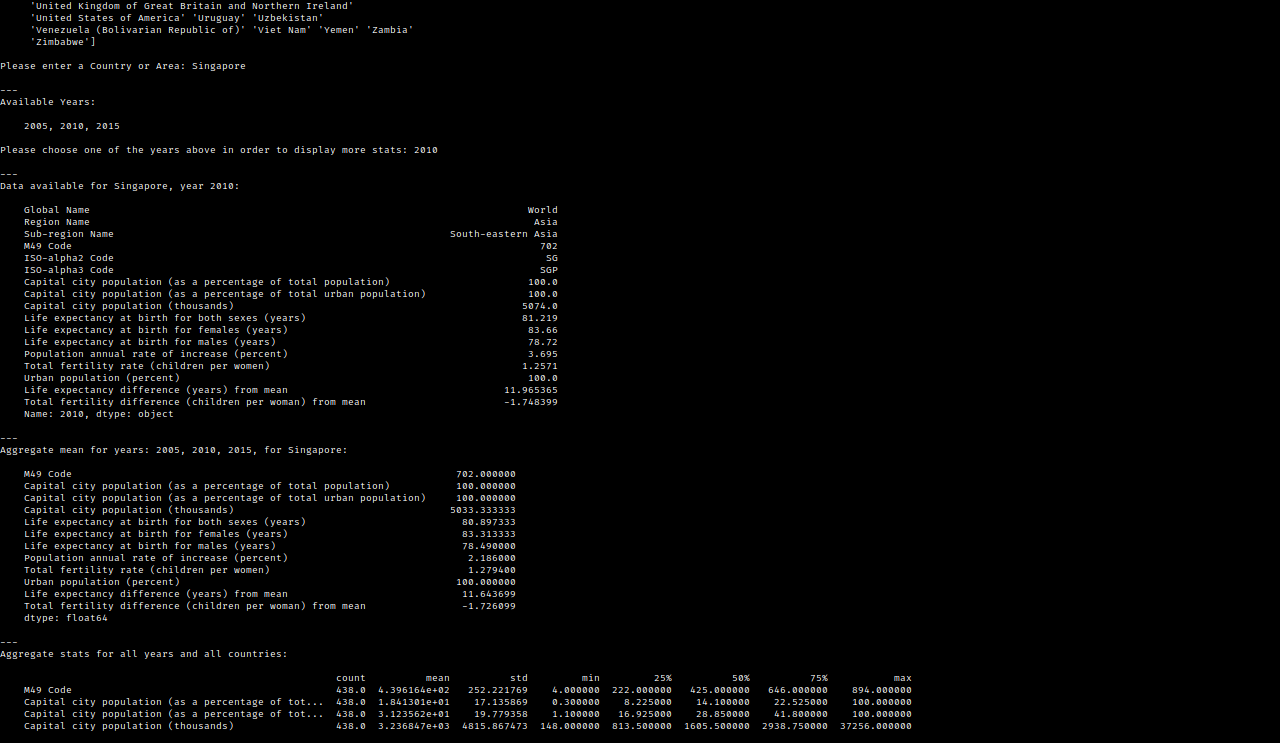 'United Kingdom of Great Britain and Northern Ireland'
'United States of America' 'Uruguay' 'Uzbekistan'
'Venezuela (Bolivarian Republic of)' 'Viet Nam' 'Yemen' 'Zambia'
'Zimbabwe']
Please enter a Country or Area: Singapore
---
Available Years:
2005, 2010, 2015
Please choose one of the years above in order to display more stats: 2010
---
Data available for Singapore, year 2010:
Global Name World
Region Name Asia
Sub-region Name South-eastern Asia
M49 Code 702
ISO-alpha2 Code SG
ISO-alpha3 Code SGP
Capital city population (as a percentage of total population) 100.0
Capital city population (as a percentage of total urban population) 100.0
Capital city population (thousands) 5074.0
Life expectancy at birth for both sexes (years) 81.219
Life expectancy at birth for females (years) 83.66
Life expectancy at birth for males (years) 78.72
Population annual rate of increase (percent) 3.695
Total fertility rate (children per women) 1.2571
Urban population (percent) 100.0
Life expectancy difference (years) from mean 11.965365
Total fertility difference (children per woman) from mean -1.748399
Name: 2010, dtype: object
---
Aggregate mean for years: 2005, 2010, 2015, for Singapore:
M49 Code 702.000000
Capital city population (as a percentage of total population) 100.000000
Capital city population (as a percentage of total urban population) 100.000000
Capital city population (thousands) 5033.333333
Life expectancy at birth for both sexes (years) 80.897333
Life expectancy at birth for females (years) 83.313333
Life expectancy at birth for males (years) 78.490000
Population annual rate of increase (percent) 2.186000
Total fertility rate (children per women) 1.279400
Urban population (percent) 100.000000
Life expectancy difference (years) from mean 11.643699
Total fertility difference (children per woman) from mean -1.726099
dtype: float64
---
Aggregate stats for all years and all countries:
count mean std min 25% 50% 75% max
M49 Code 438.0 4.396164e+02 252.221769 4.000000 222.000000 425.000000 646.000000 894.000000
Capital city population (as a percentage of tot... 438.0 1.841301e+01 17.135869 0.300000 8.225000 14.100000 22.525000 100.000000
Capital city population (as a percentage of tot... 438.0 3.123562e+01 19.779358 1.100000 16.925000 28.850000 41.800000 100.000000
Capital city population (thousands) 438.0 3.236847e+03 4815.867473 148.000000 813.500000 1605.500000 2938.750000 37256.000000